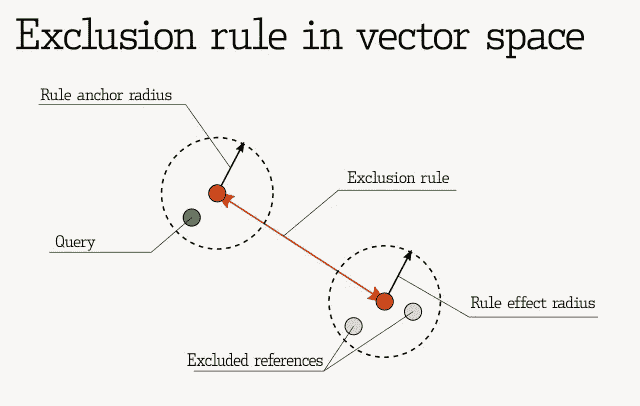 Exclusion rule in vector space
Rule anchor radius
Exclusion rule
Query
Rule effect radius
Excluded references